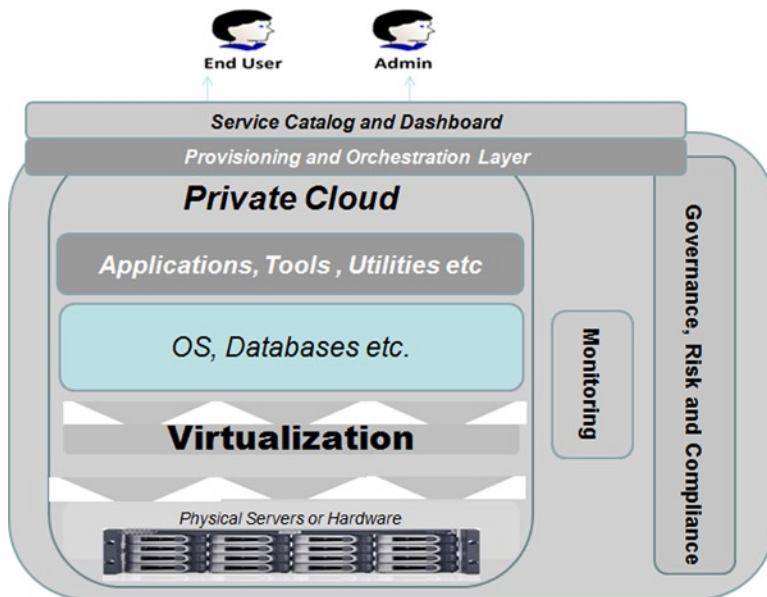 End User
Admin
Service Catalog and Dashboard
Provisioning and Orchestration Layer
Private Cloud
Applications, Tools , Utilities etc
OS, Databases etc.
Virtualization
Physical Servers or Hardware
Monitoring
Governance, Risk and Compliance